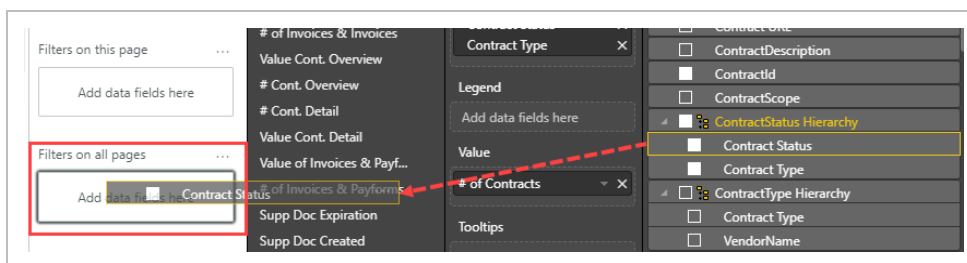 Filters on this page
Add data fields here
Filters on all pages
Add data fields here
Contract Status
# of Invoices & Invoices
Value Cont. Overview
# Cont. Overview
# Cont. Detail
Value Cont. Detail
Value of Invoices & Payf...
# of Invoices & Payforms
Supp Doc Expiration
Supp Doc Created
Contract Type
Legend
Add data fields here
Value
# of Contracts
Tooltips
ContractDescription
ContractId
ContractScope
ContractStatus Hierarchy
Contract Status
Contract Type
ContractType Hierarchy
Contract Type
VendorName